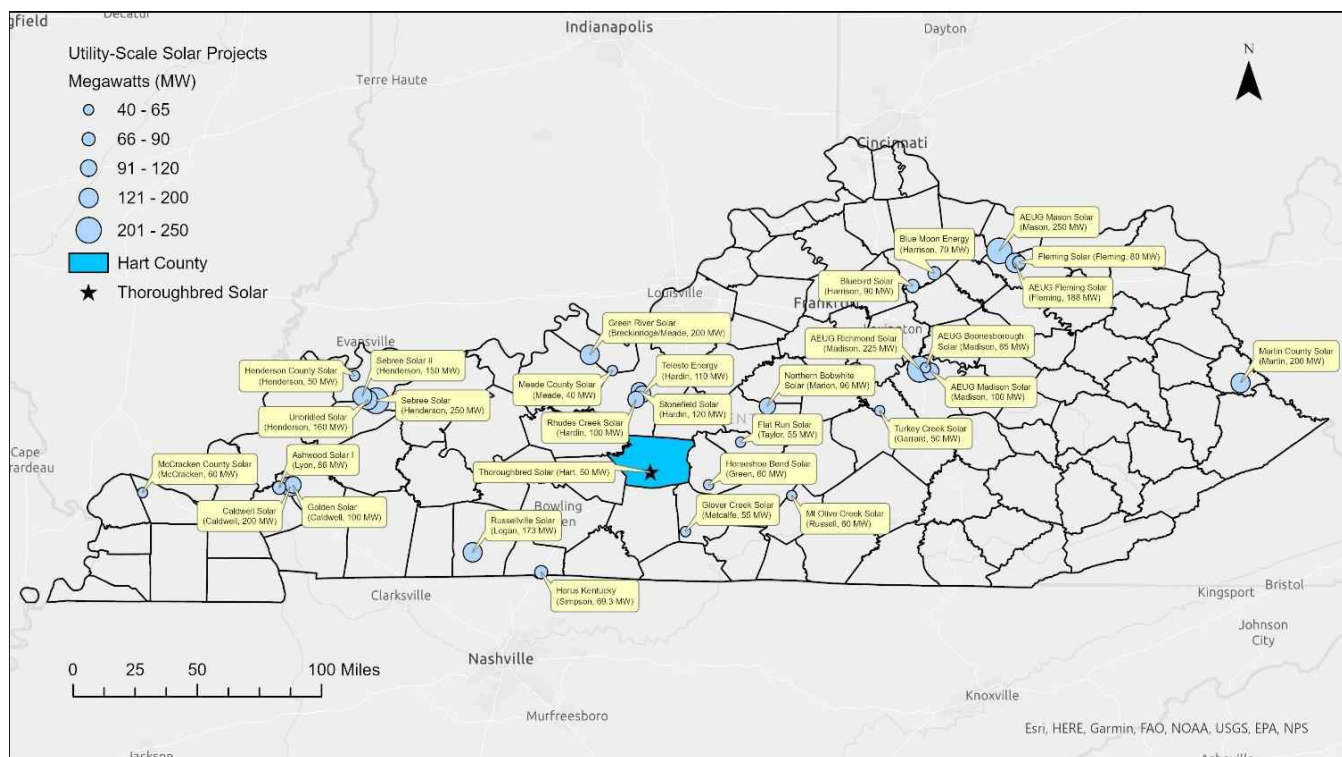 gfield
Decatur
Indianapolis
Dayton
Utility-Scale Solar Projects
Megawatts (MW)
40 - 65
66 - 90
91 - 120
121 - 200
201 - 250
Hart County
Thoroughbred Solar
Terre Haute
N
Cincinnati
AEUG Mason Solar
(Mason, 250 MW)
Blue Moon Energy
(Harrison, 70 MW)
Fleming Solar (Fleming, 80 MW)
Bluebird Solar
(Harrison, 90 MW)
AEUG Fleming Solar
(Fleming, 188 MW)
Louisville
Frankfort
Lexington
Green River Solar
(Breckinridge/Meade, 200 MW)
Evansville
AEUG Richmond Solar
(Madison, 225 MW)
AEUG Boonesborough
Solar (Madison, 65 MW)
Martin County Solar
(Martin, 200 MW)
Henderson County Solar
(Henderson, 50 MW)
Sebree Solar II
(Henderson, 150 MW)
Meade County Solar
(Meade, 40 MW)
Telesto Energy
(Hardin, 110 MW)
Northern Bobwhite
Solar (Marion, 96 MW)
AEUG Madison Solar
(Madison, 100 MW)
Unbridled Solar
(Henderson, 160 MW)
Sebree Solar
(Henderson, 250 MW)
Stonefield Solar
(Hardin, 120 MW)
Rhudes Creek Solar
(Hardin, 100 MW)
Flat Run Solar
(Taylor, 55 MW)
Turkey Creek Solar
(Garrard, 50 MW)
Cape
rardeau
McCracken County Solar
(McCracken, 60 MW)
Ashwood Solar I
(Lyon, 86 MW)
Thoroughbred Solar (Hart, 50 MW)
Horseshoe Bend Solar
(Green, 60 MW)
Caldwell Solar
(Caldwell, 200 MW)
Golden Solar
(Caldwell, 100 MW)
Bowling
en
Russellville Solar
(Logan, 173 MW)
Glover Creek Solar
(Metcalfe, 55 MW)
Mt Olive Creek Solar
(Russell, 60 MW)
Horus Kentucky
(Simpson, 69.3 MW)
Clarksville
Kingsport
Bristol
Johnson
City
0 25 50 100 Miles
Nashville
Murfreesboro
Knoxville
Esri, HERE, Garmin, FAO, NOAA, USGS, EPA, NPS
Jackson
Asheville